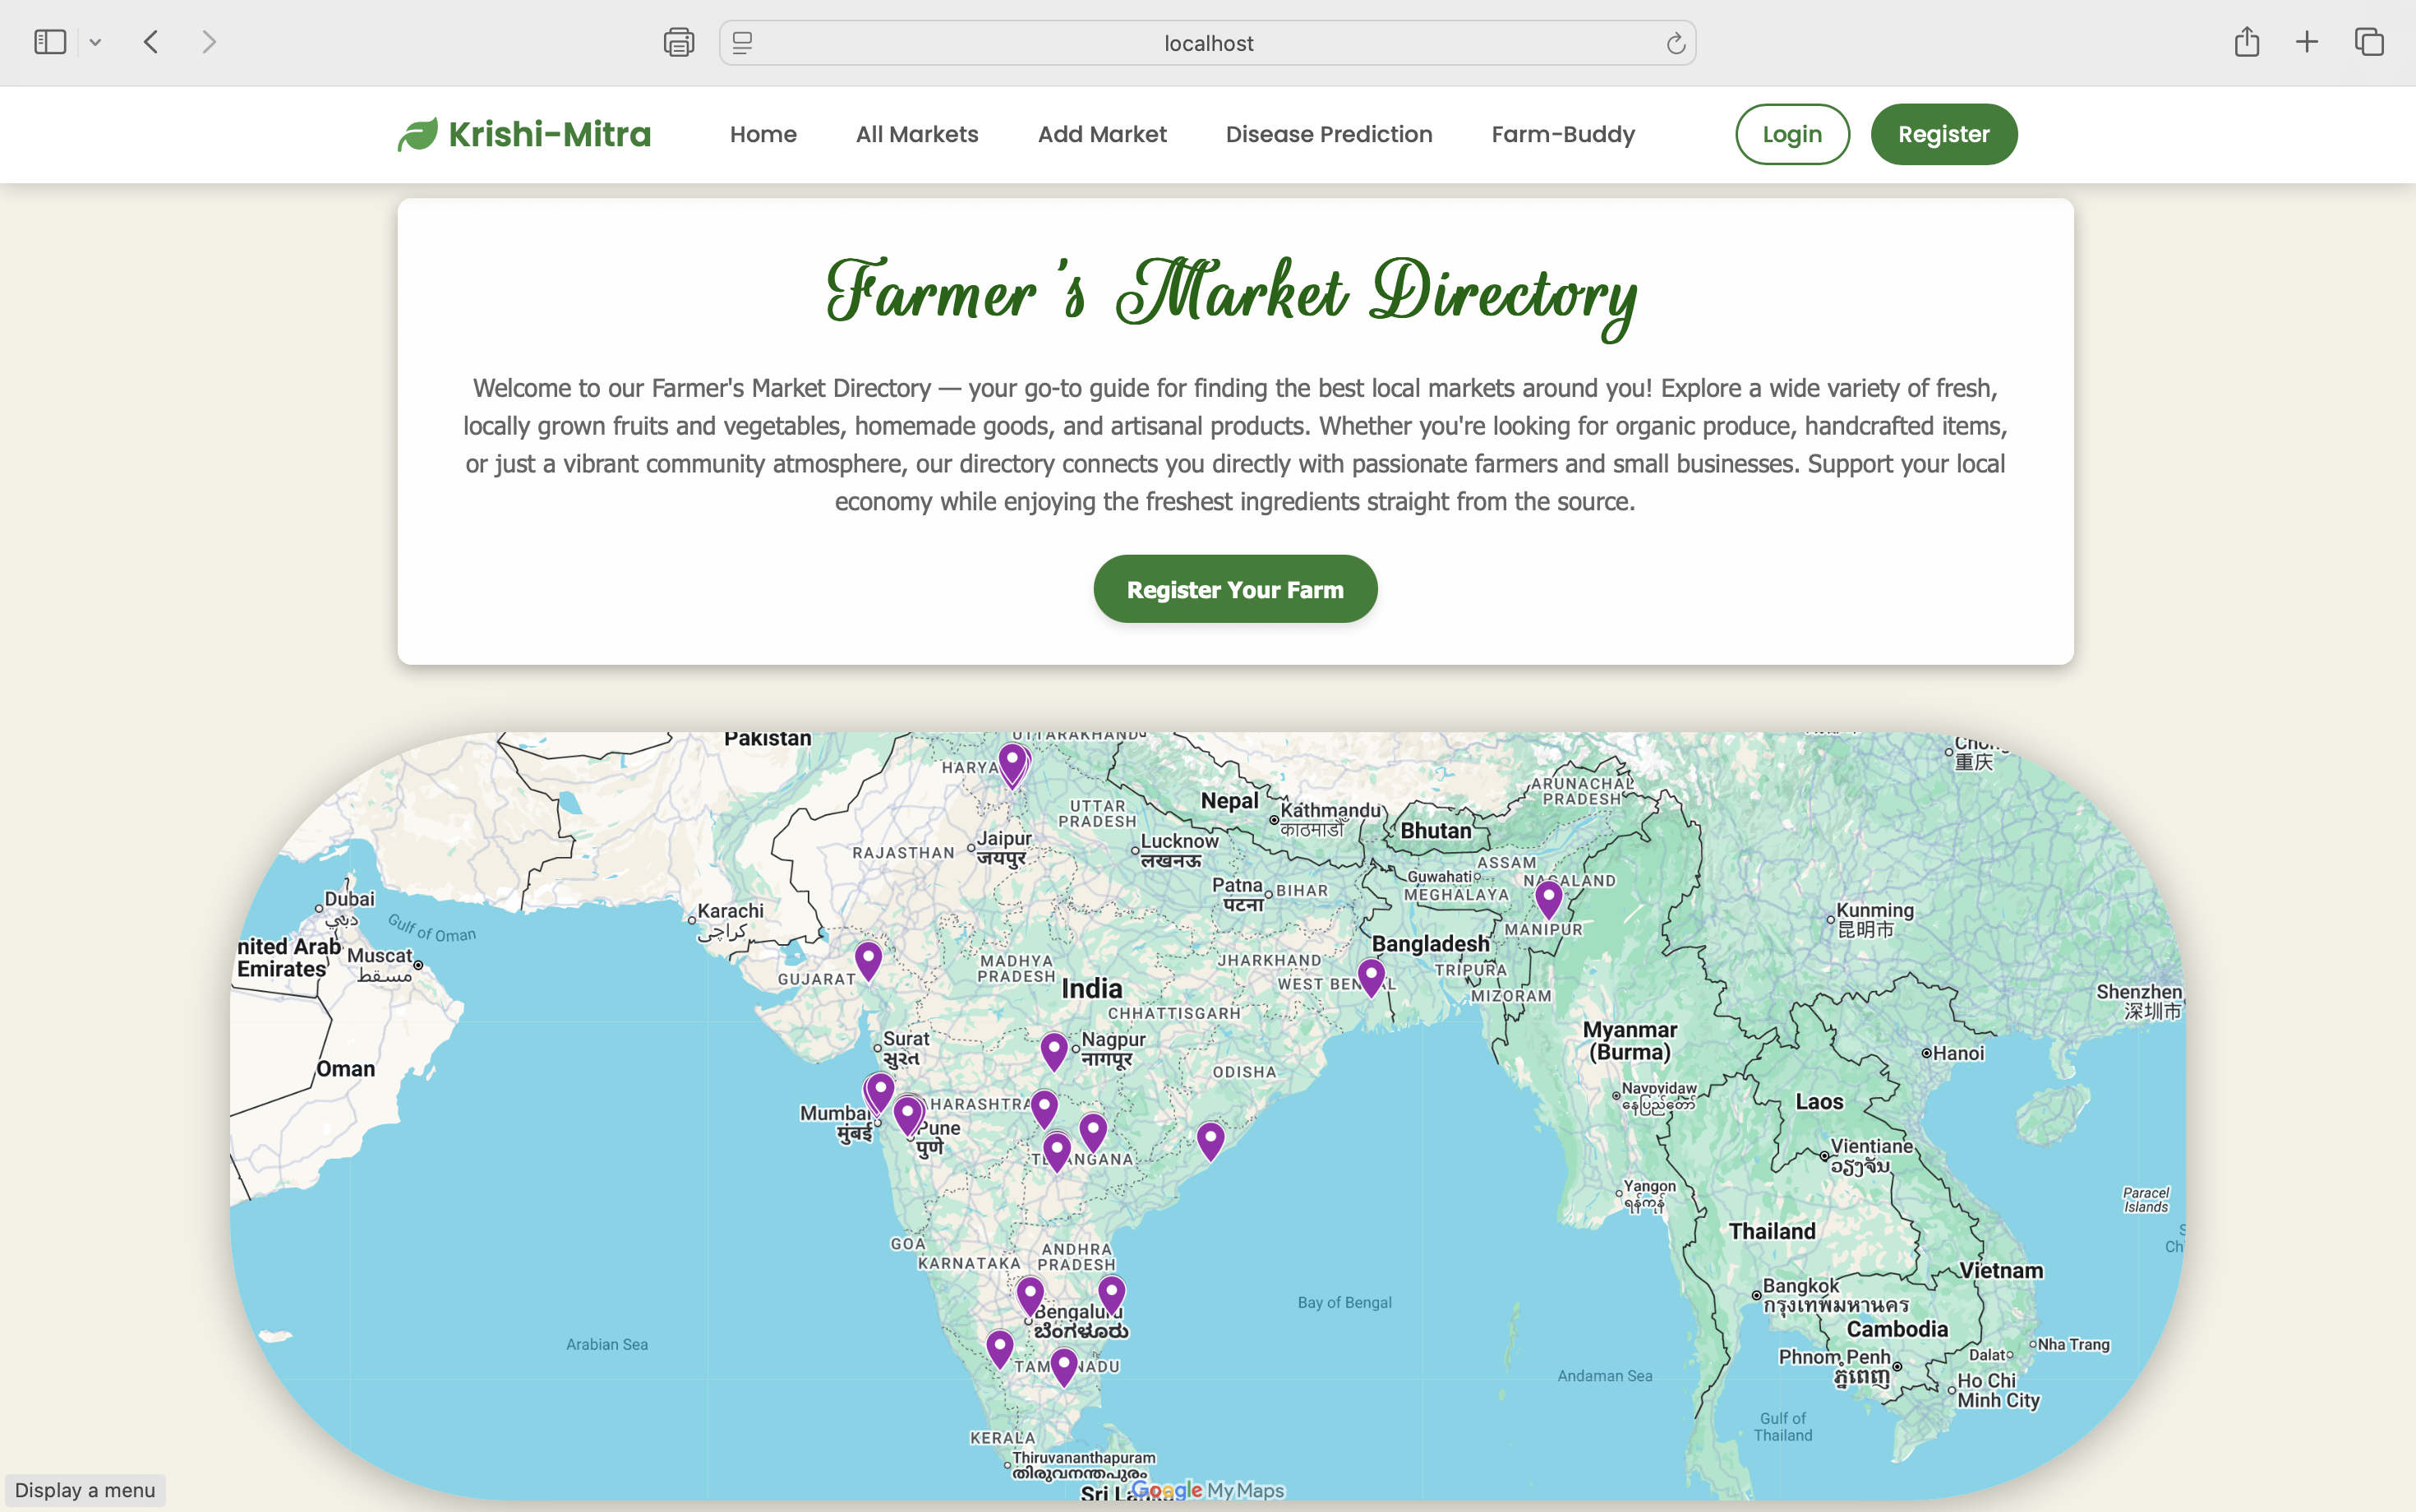 localhost
Krishi-Mitra
Home
All Markets
Add Market
Disease Prediction
Farm-Buddy
Login
Register
Farmer's Market Directory
Welcome to our Farmer's Market Directory — your go-to guide for finding the best local markets around you! Explore a wide variety of fresh,
locally grown fruits and vegetables, homemade goods, and artisanal products. Whether you're looking for organic produce, handcrafted items,
or just a vibrant community atmosphere, our directory connects you directly with passionate farmers and small businesses. Support your local
economy while enjoying the freshest ingredients straight from the source.
Register Your Farm
Pakistan
UTTARAKHAND
重庆
UTTAR
PRADESH
Nepal
Kathmandu
काठमाडौं
ARUNACHAL
PRADESH
Bhutan
Jaipur
जयपुर
RAJASTHAN
Lucknow
लखनऊ
ASSAM
Guwahati
NAGALAND
MEGHALAYA
Patna
पटना
BIHAR
Dubai
دبي
Gulf of Oman
Karachi
کراچی
Kunming
昆明市
MANIPUR
Bangladesh
Emirates
Muscat
مسقط
GUJARAT
MADHYA
PRADESH
India
JHARKHAND
WEST
TRIPURA
MIZORAM
Shenzhen
深圳市
CHHATTISGARH
Surat
સુરત
Nagpur
नागपूर
Myanmar
(Burma)
Hanoi
Oman
ODISHA
Naypyidaw
နေပြည်တော်
Laos
मुंबई
Pune
पुणे
Vientiane
ວຽງຈັນ
Yangon
ရန်ကုန်
Paracel
Islands
Thailand
GOA
KARNATAKA
ANDHRA
PRADESH
Vietnam
Bangkok
กรุงเทพมหานคร
Bengaluru
ಬೆಂಗಳೂರು
Bay of Bengal
Arabian Sea
Cambodia
Nha Trang
Dalat
Phnom Penh
ភ្នំពេញ
Andaman Sea
Ho Chi
Minh City
Gulf of
Thailand
KERALA
Thiruvananthapuram
തിരുവനന്തപുരം
Google My Maps
Display a menu